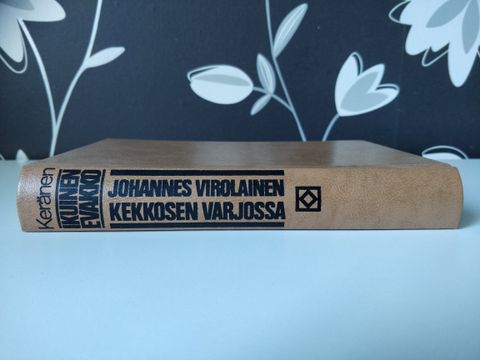 Keränen
IKUINEN
EVAKKO
JOHANNES VIROLAINEN
KEKKOSEN VARJOSSA